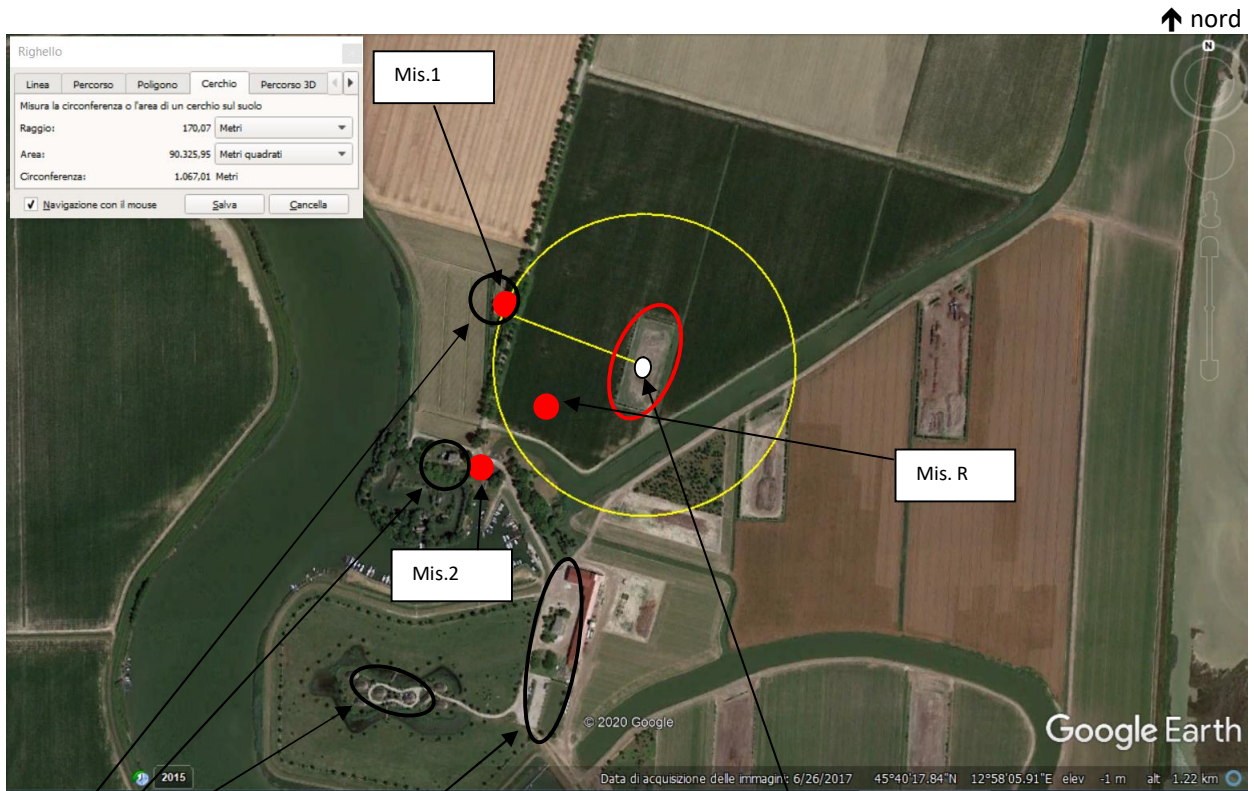 🡩 nord
Righello
Linea Percorso Poligono Cerchio Percorso 3D
Misura la circonferenza o l'area di un cerchio sul suolo
Raggio: 170,07 Metri
Area: 90.325,95 Metri quadrati
Circonferenza: 1.067,01 Metri
Navigazione con il mouse Salva Cancella
Mis.1
N
Mis. R
Mis.2
© 2020 Google
Google Earth
2015
Data di acquisizione delle immagini: 6/26/2017 45°40'17.84"N 12°58'05.91"E elev -1 m alt 1.22 km